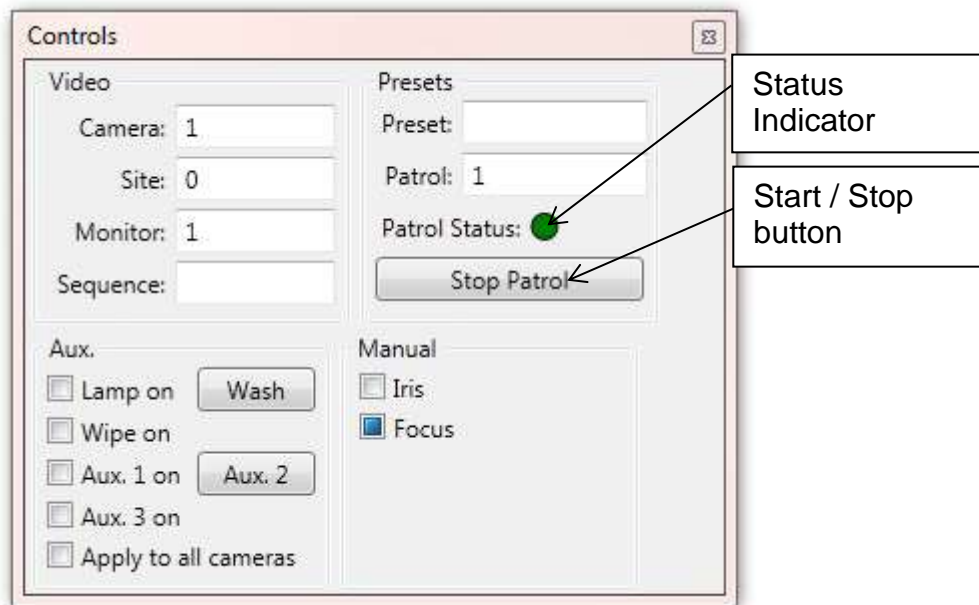 Controls
Video
Camera: 1
Site: 0
Monitor: 1
Sequence:
Presets
Preset:
Patrol: 1
Patrol Status:
Stop Patrol
Status
Indicator
Start / Stop
button
Aux.
Lamp on Wash
Wipe on
Aux. 1 on Aux. 2
Aux. 3 on
Apply to all cameras
Manual
Iris
Focus